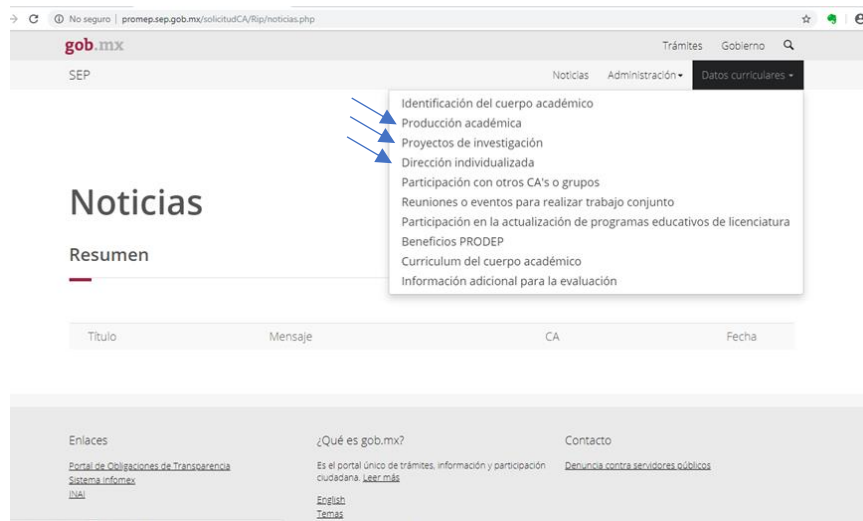 No seguro | promep.sep.gob.mx/solicitudCA/Rip/noticias.php
gob.mx
Trámites Gobierno
SEP
Noticias Administración Datos curriculares
Identificación del cuerpo académico
Producción académica
Proyectos de investigación
Dirección individualizada
Participación con otros CA's o grupos
Reuniones o eventos para realizar trabajo conjunto
Participación en la actualización de programas educativos de licenciatura
Beneficios PRODEP
Curriculum del cuerpo académico
Información adicional para la evaluación
Noticias
Resumen
Título Mensaje CA Fecha
Enlaces
Portal de Obligaciones de Transparencia
Sistema Infomex
INAI
¿Qué es gob.mx?
Es el portal único de trámites, información y participación
ciudadana. Leer más
English
Temas
Contacto
Denuncia contra servidores públicos